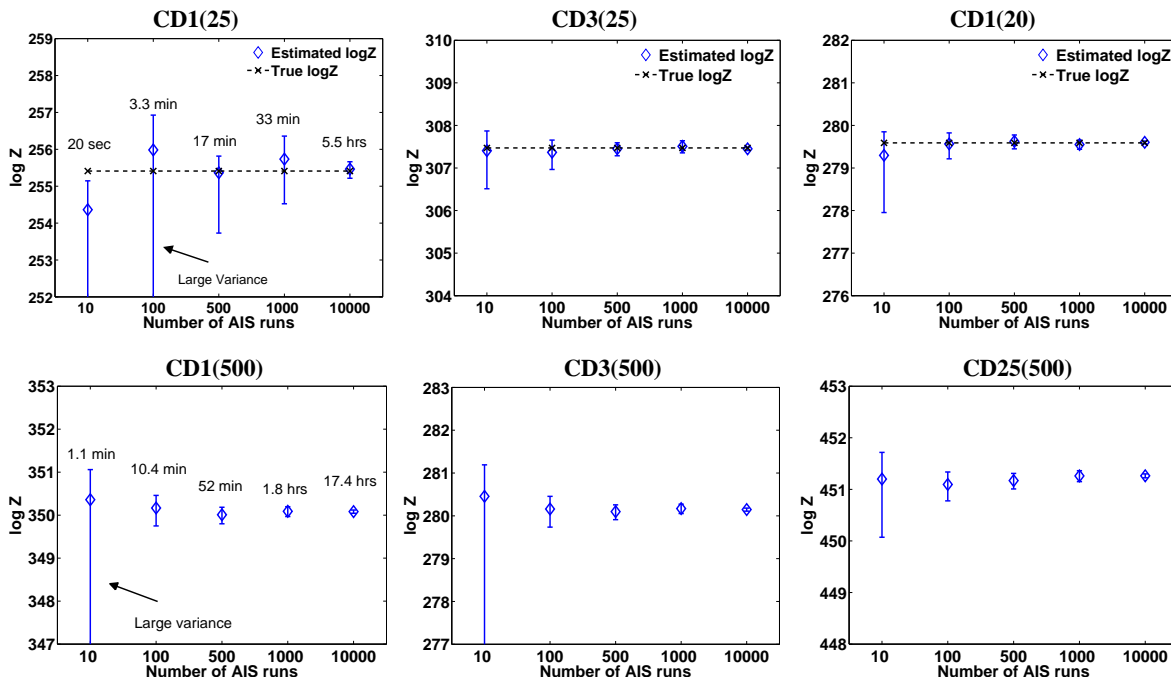 CD1(25)
259
258
257
256
255
254
253
252
log Z
20 sec
3.3 min
17 min
33 min
5.5 hrs
Estimated logZ
True logZ
Large Variance
10
100
500
1000
10000
Number of AIS runs
CD3(25)
310
309
308
307
306
305
304
log Z
Estimated logZ
True logZ
10
100
500
1000
10000
Number of AIS runs
CD1(20)
282
281
280
279
278
277
276
log Z
Estimated logZ
True logZ
10
100
500
1000
10000
Number of AIS runs
CD1(500)
353
352
351
350
349
348
347
log Z
1.1 min
10.4 min
52 min
1.8 hrs
17.4 hrs
Large variance
10
100
500
1000
10000
Number of AIS runs
CD3(500)
283
282
281
280
279
278
277
log Z
10
100
500
1000
10000
Number of AIS runs
CD25(500)
453
452
451
450
449
448
log Z
10
100
500
1000
10000
Number of AIS runs